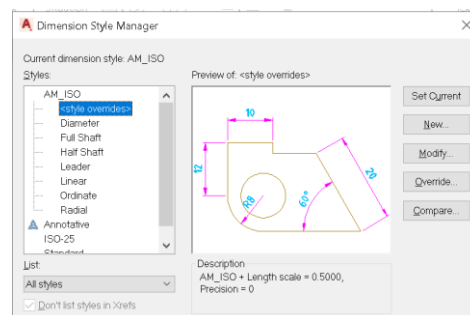 Dimension Style Manager
Current dimension style: AM_ISO
Styles:
AM_ISO
<style overrides>
Diameter
Full Shaft
Half Shaft
Leader
Linear
Ordinate
Radial
Annotative
ISO-25
Standard
List:
All styles
Don't list styles in Xrefs
Preview of: <style overrides>
10
12
20
R8
60°
Description
AM_ISO + Length scale = 0.5000,
Precision = 0
Set Current
New...
Modify...
Override...
Compare...